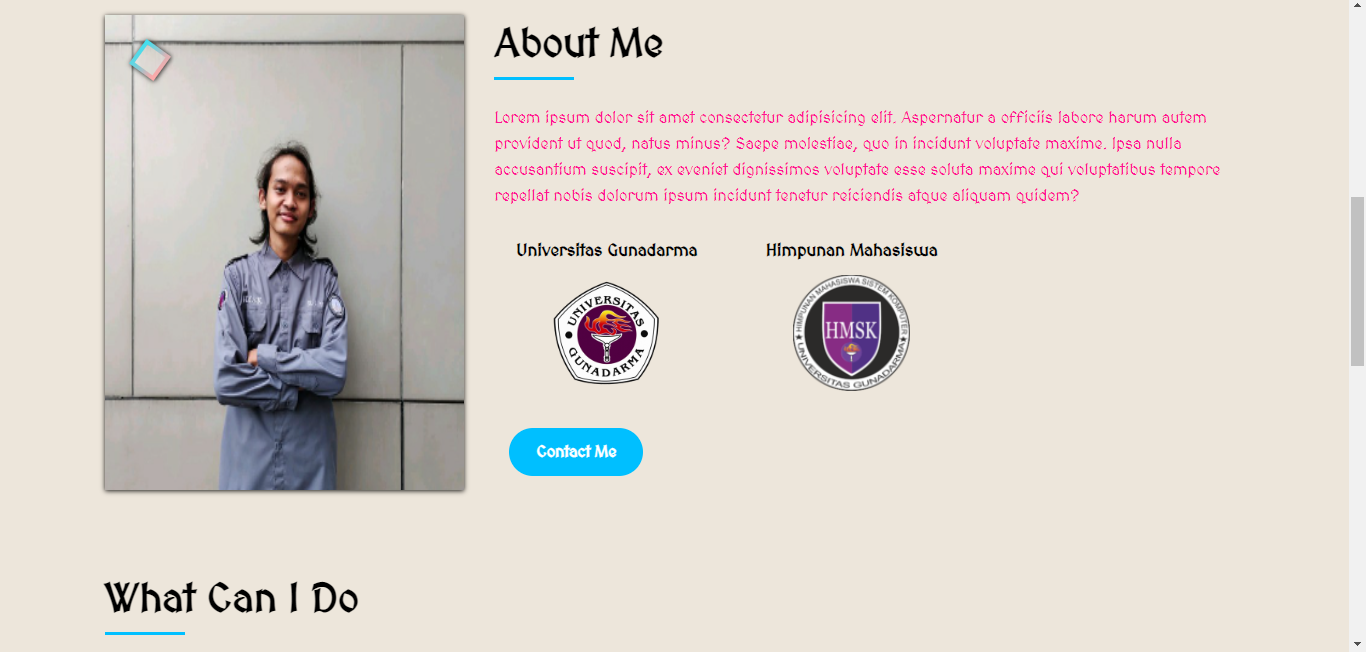 About Me
Lorem ipsum dolor sit amet consectetur adipisicing elit. Aspernatur a officiis labore harum autem
provident ut quod, natus minus? Saepe molestiae, quo in incidunt voluptate maxime. Ipsa nulla
accusantium suscipit, ex eveniet dignissimos voluptate esse soluta maxime qui voluptatibus tempore
repellat nobis dolorum ipsum incidunt tenetur reiciendis atque aliquam quidem?
Universitas Gunadarma
Himpunan Mahasiswa
UNIVERSITAS
GUNADARMA
HIMPUNAN MAHASISWA SISTEM KOMPUTER
HMSK
UNIVERSITAS GUNADARMA
Contact Me
What Can I Do